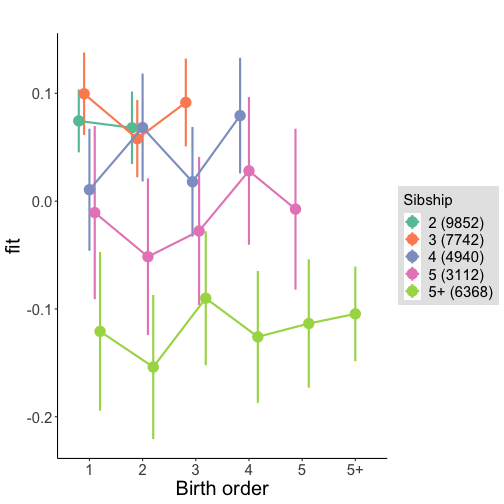 fit
0.1
0.0
-0.1
-0.2
1 2 3 4 5 5+
Birth order
Sibship
2 (9852)
3 (7742)
4 (4940)
5 (3112)
5+ (6368)